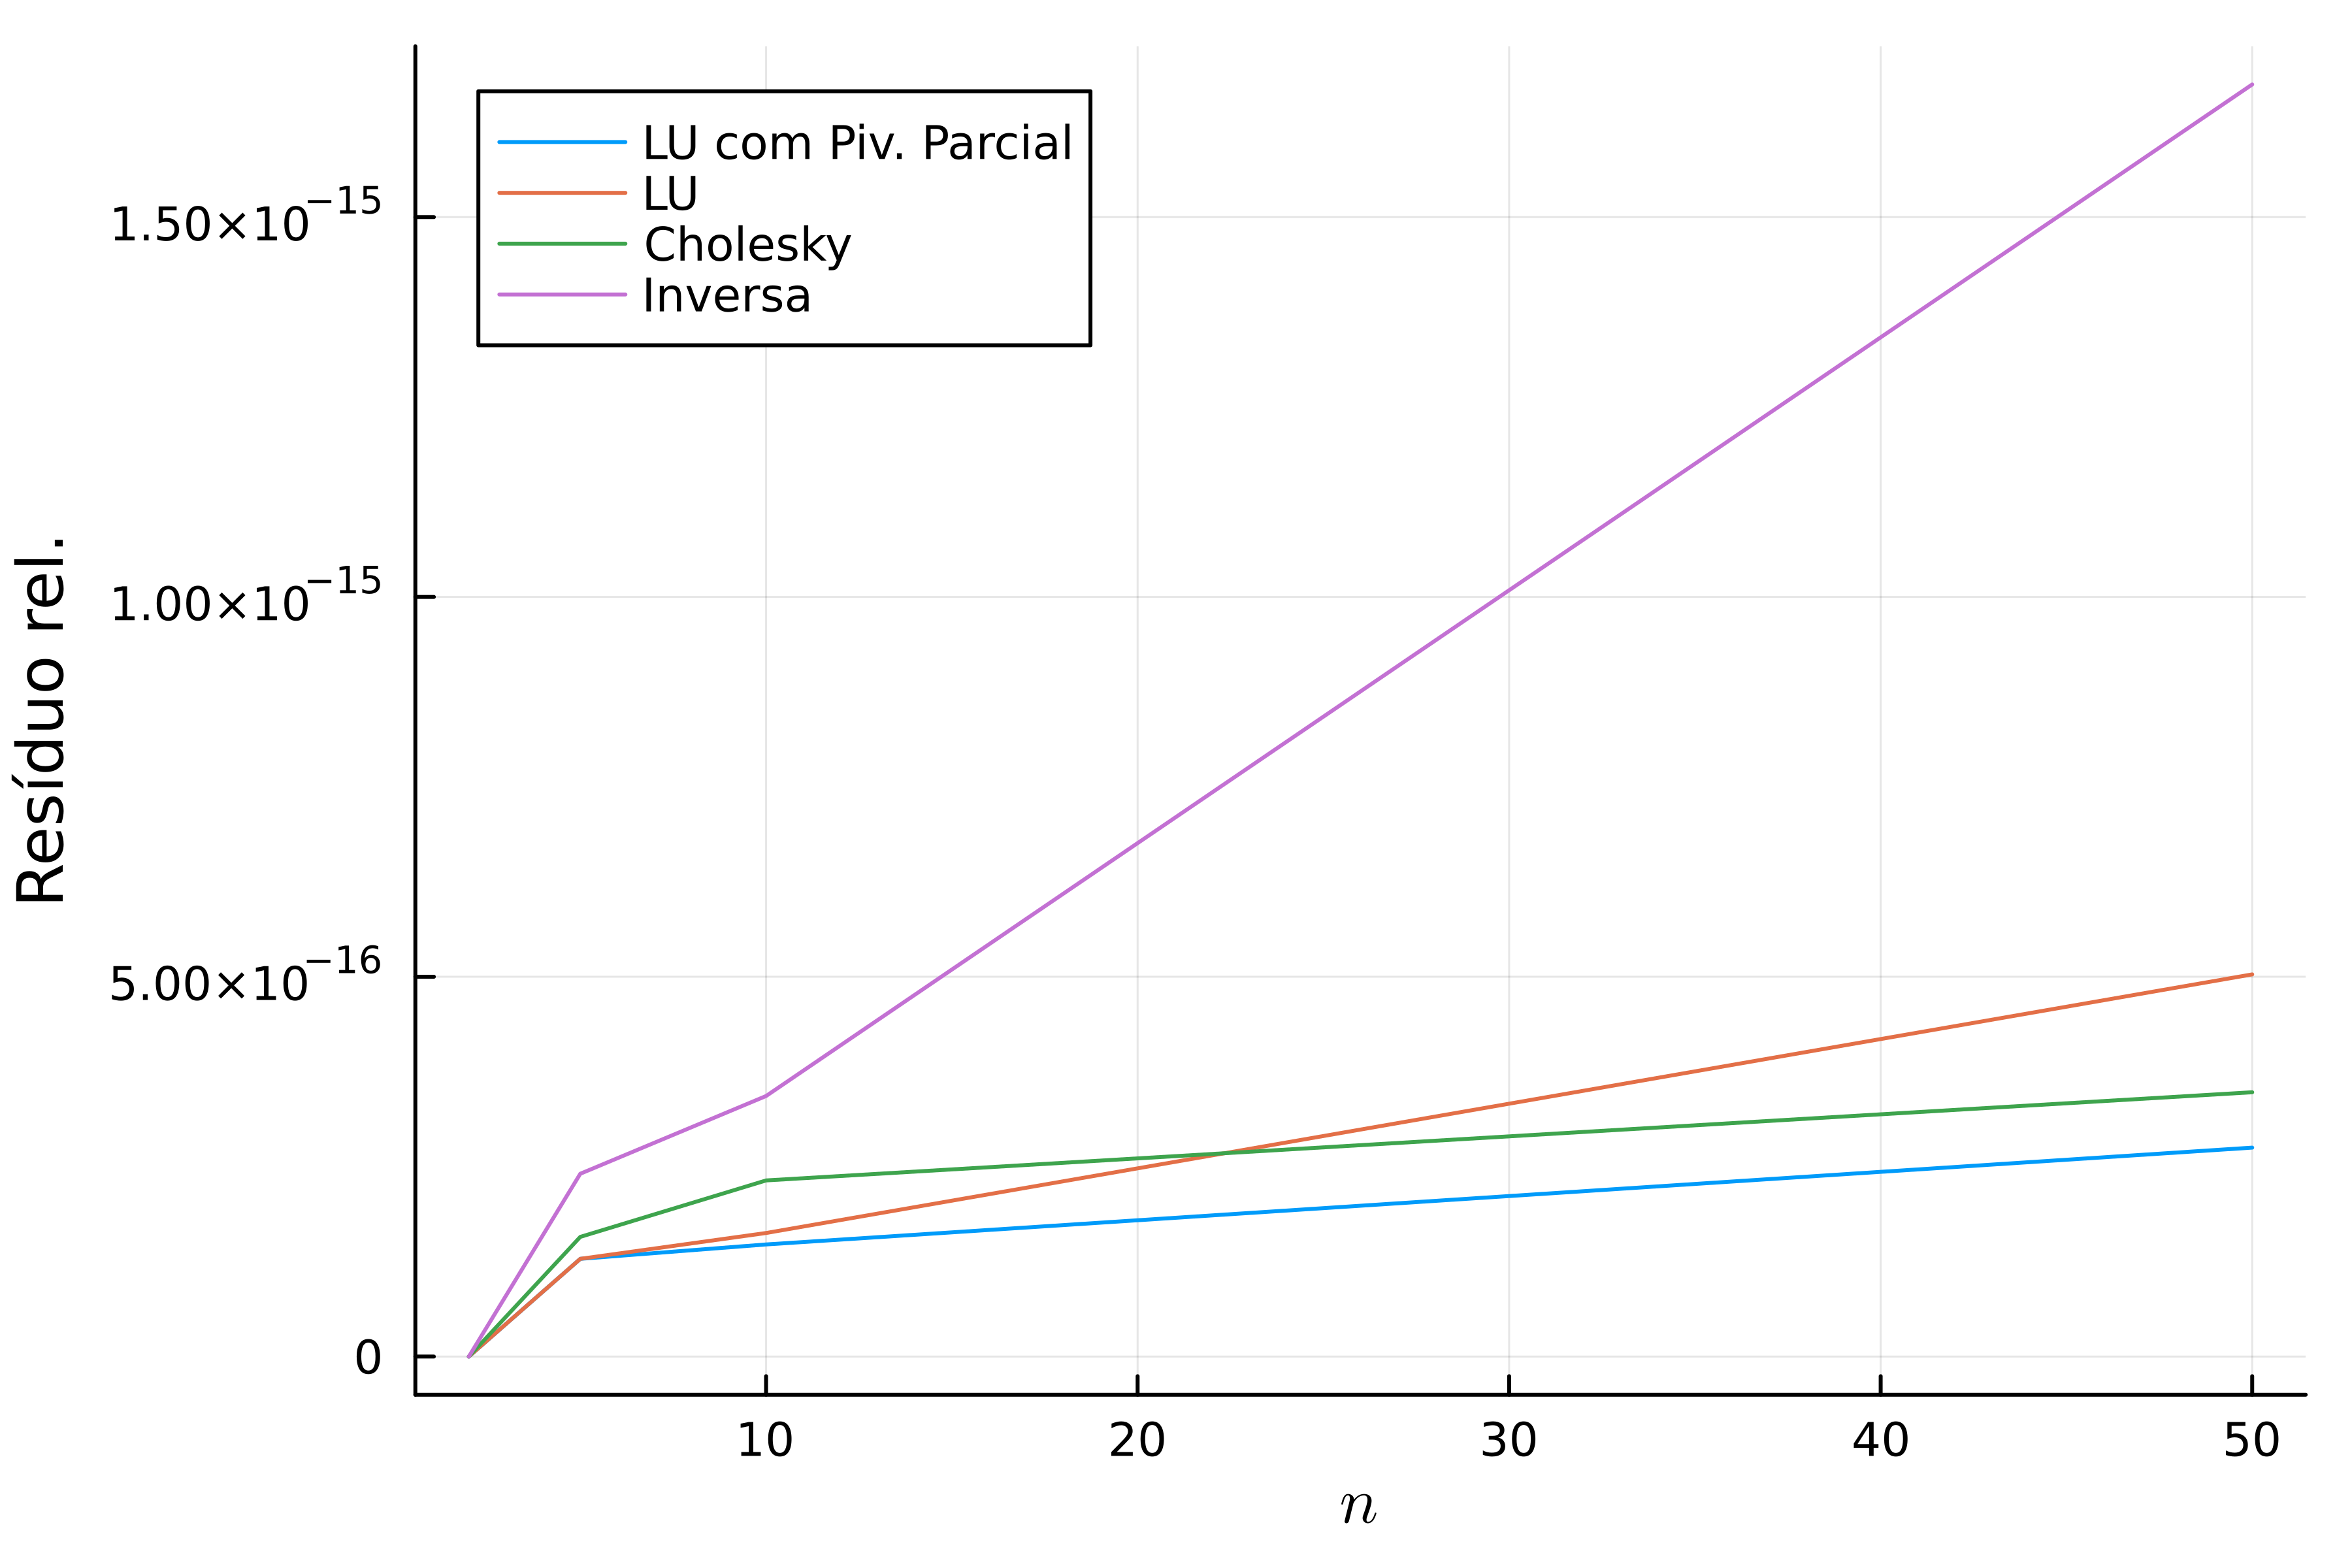 LU com Piv. Parcial
LU
Cholesky
Inversa
Resíduo rel.
1.50×10⁻¹⁵
1.00×10⁻¹⁵
5.00×10⁻¹⁶
0
10 20 30 40 50
n